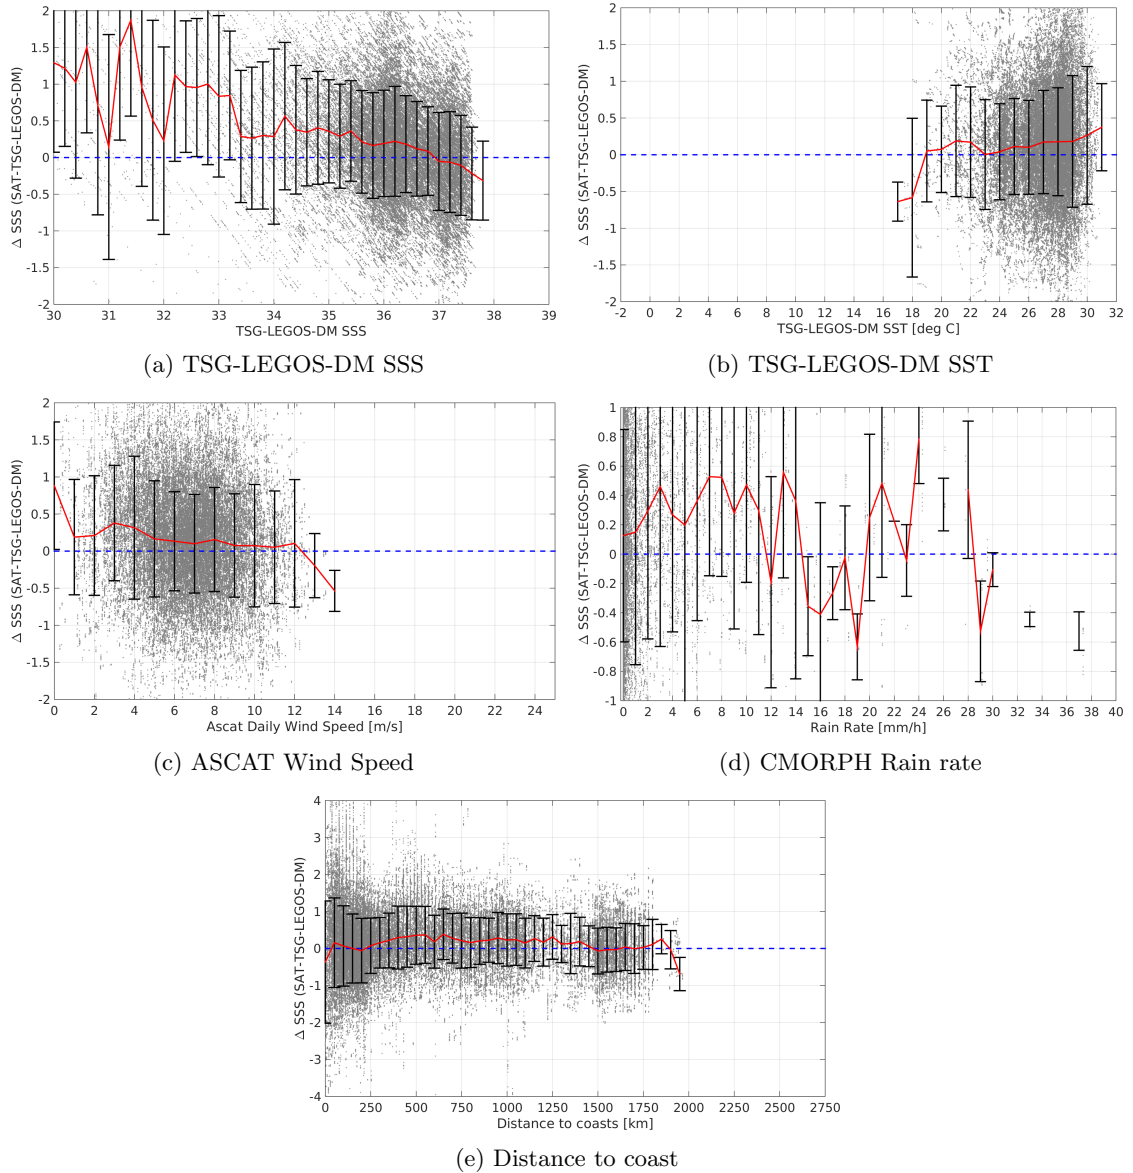 Δ SSS (SAT-TSG-LEGOS-DM)
2
1.5
1
0.5
0
-0.5
-1
-1.5
-2
30 31 32 33 34 35 36 37 38 39
TSG-LEGOS-DM SSS
(a) TSG-LEGOS-DM SSS
Δ SSS (SAT-TSG-LEGOS-DM)
2
1.5
1
0.5
0
-0.5
-1
-1.5
-2
-2 0 2 4 6 8 10 12 14 16 18 20 22 24 26 28 30 32
TSG-LEGOS-DM SST [deg C]
(b) TSG-LEGOS-DM SST
Δ SSS (SAT-TSG-LEGOS-DM)
2
1.5
1
0.5
0
-0.5
-1
-1.5
-2
0 2 4 6 8 10 12 14 16 18 20 22 24
Ascat Daily Wind Speed [m/s]
(c) ASCAT Wind Speed
Δ SSS (SAT-TSG-LEGOS-DM)
1
0.8
0.6
0.4
0.2
0
-0.2
-0.4
-0.6
-0.8
-1
0 2 4 6 8 10 12 14 16 18 20 22 24 26 28 30 32 34 36 38 40
Rain Rate [mm/h]
(d) CMORPH Rain rate
Δ SSS (SAT-TSG-LEGOS-DM)
4
3
2
1
0
-1
-2
-3
-4
0 250 500 750 1000 1250 1500 1750 2000 2250 2500 2750
Distance to coasts [km]
(e) Distance to coast